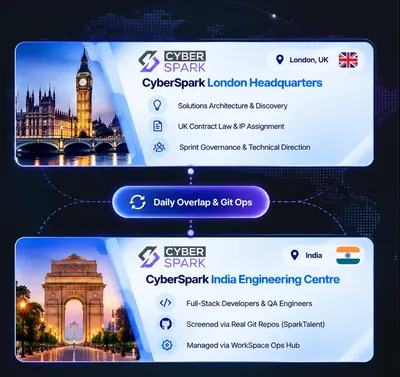 CYBER
SPARK
London, UK
CyberSpark London Headquarters
Solutions Architecture & Discovery
UK Contract Law & IP Assignment
Sprint Governance & Technical Direction
Daily Overlap & Git Ops
CYBER
SPARK
India
CyberSpark India Engineering Centre
Full-Stack Developers & QA Engineers
Screened via Real Git Repos (SparkTalent)
Managed via WorkSpace Ops Hub